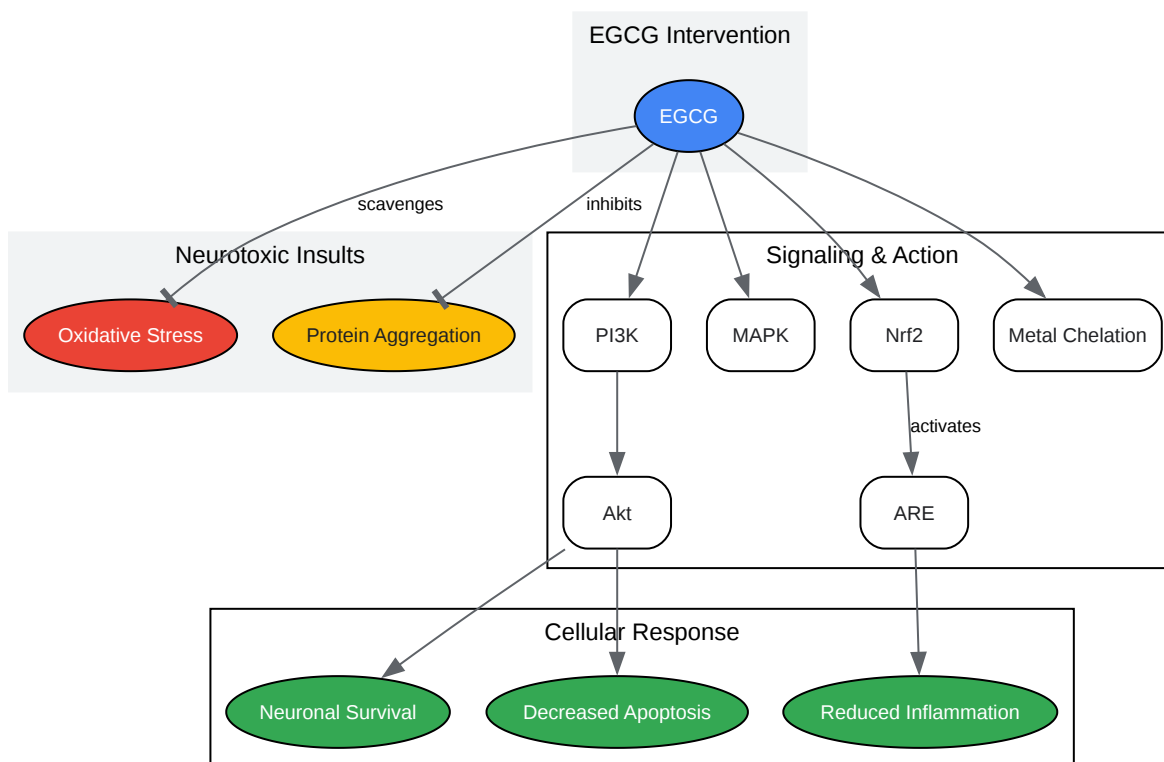 EGCG Intervention
EGCG
scavenges
inhibits
Neurotoxic Insults
Signaling & Action
Oxidative Stress
Protein Aggregation
PI3K
MAPK
Nrf2
Metal Chelation
activates
Akt
ARE
Cellular Response
Neuronal Survival
Decreased Apoptosis
Reduced Inflammation